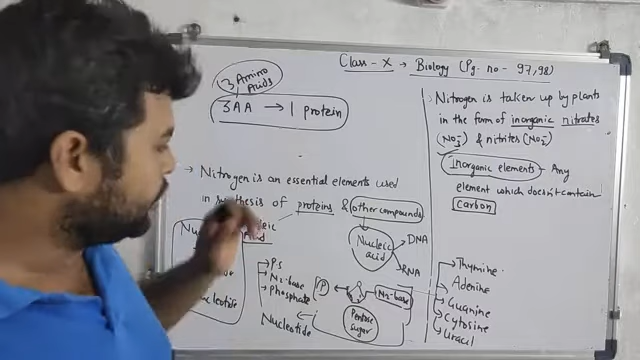 Class - X → Biology (Pg. no - 97,98)
3 Amino
Acids
3 AA → 1 protein
→ Nitrogen is an essential elements used
in synthesis of proteins & other compounds
Nucleic
acid
DNA
RNA
P.S
N2-base
Phosphate
Nucleotide
P
Pentose
sugar
N2-base
Thymine
Adenine
Guanine
Cytosine
Uracil
Nitrogen is taken up by plants
in the form of inorganic nitrates
(NO3-) & nitrites (NO2-)
Inorganic elements - Any
element which doesn't contain
Carbon